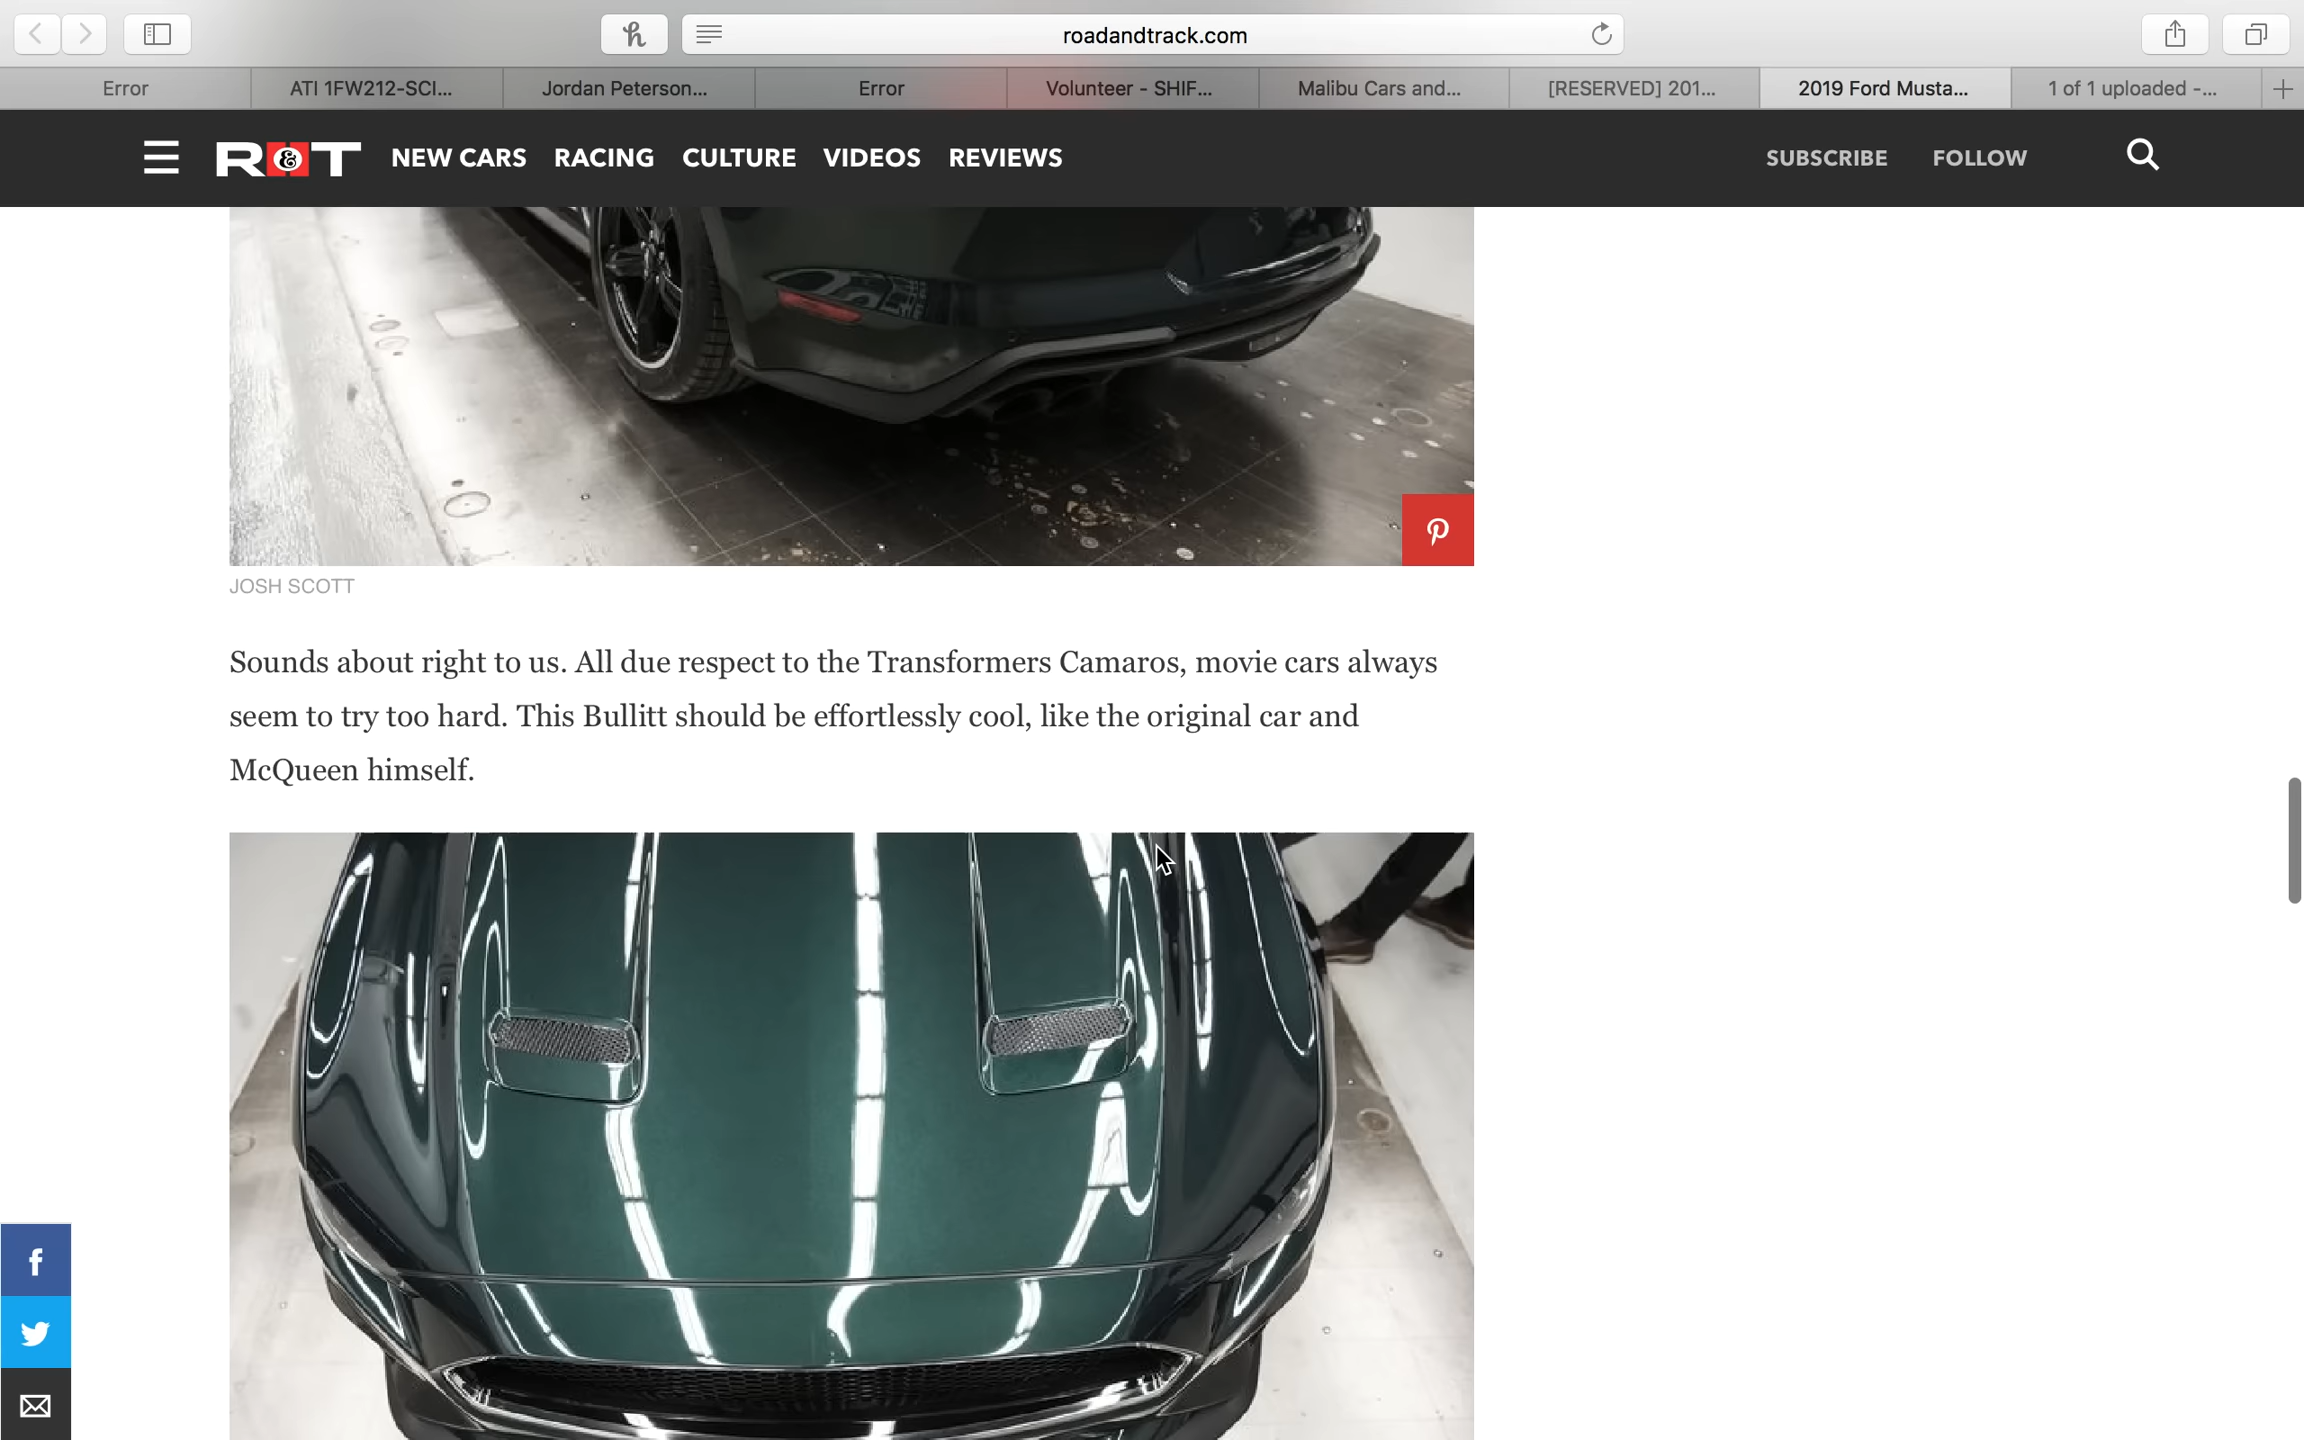 roadandtrack.com
Error
ATI 1FW212-SCI...
Jordan Peterson...
Error
Volunteer - SHIF...
Malibu Cars and...
[RESERVED] 201...
2019 Ford Musta...
1 of 1 uploaded -...
R&T
NEW CARS
RACING
CULTURE
VIDEOS
REVIEWS
SUBSCRIBE
FOLLOW
JOSH SCOTT
Sounds about right to us. All due respect to the Transformers Camaros, movie cars always
seem to try too hard. This Bullitt should be effortlessly cool, like the original car and
McQueen himself.